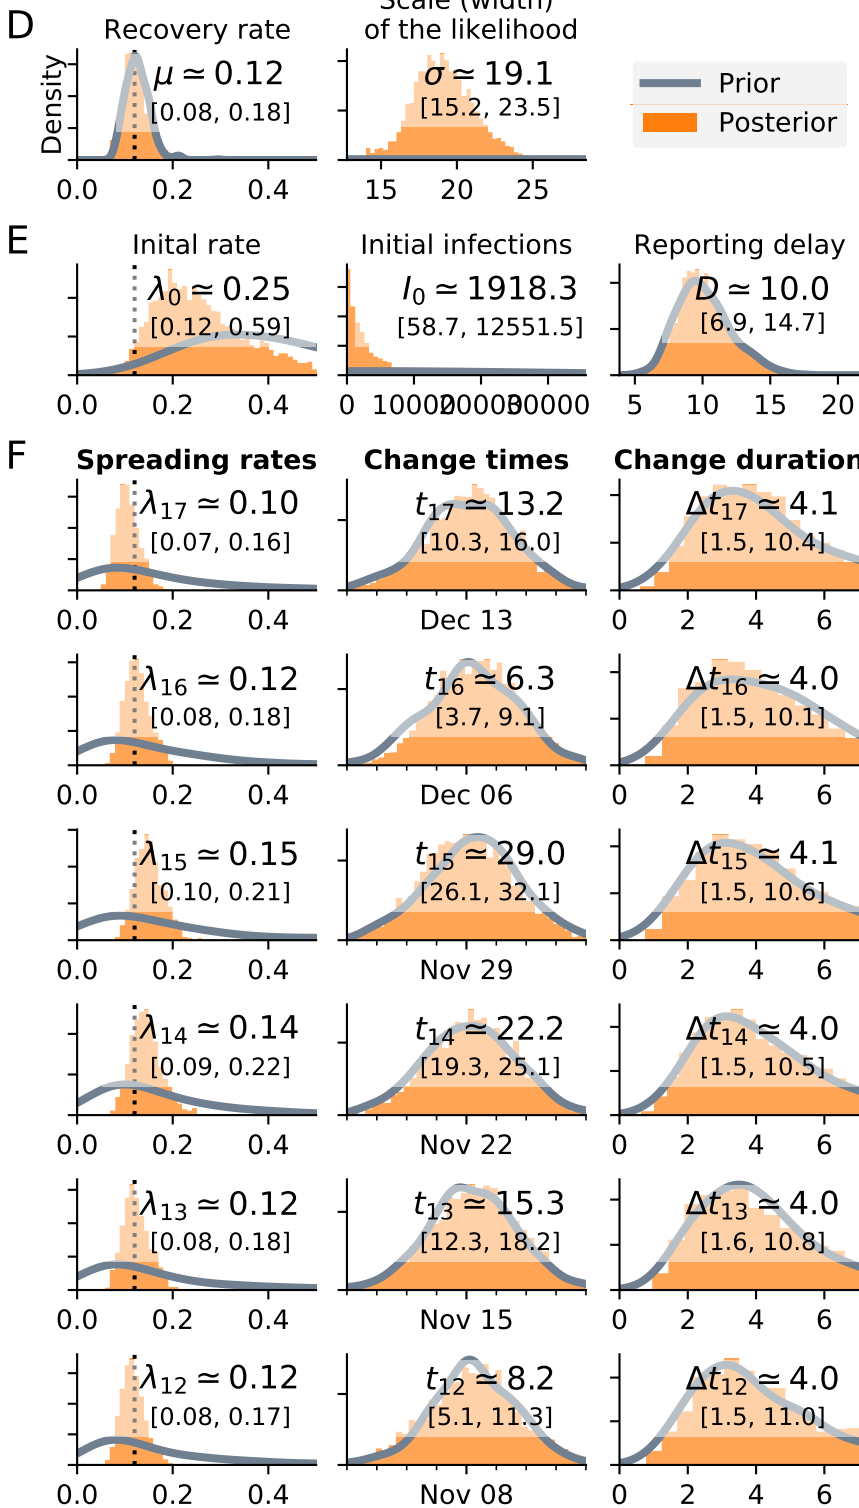 D
Recovery rate
Scale (width)
of the likelihood
Density
μ ≃ 0.12
[0.08, 0.18]
σ ≃ 19.1
[15.2, 23.5]
Prior
Posterior
0.0 0.2 0.4
15 20 25
E
Inital rate
Initial infections
Reporting delay
λ0 ≃ 0.25
[0.12, 0.59]
I0 ≃ 1918.3
[58.7, 12551.5]
D ≃ 10.0
[6.9, 14.7]
0.0 0.2 0.4
0 10000 20000 30000
5 10 15 20
F
Spreading rates
Change times
Change duration
λ17 ≃ 0.10
[0.07, 0.16]
t17 ≃ 13.2
[10.3, 16.0]
Δt17 ≃ 4.1
[1.5, 10.4]
0.0 0.2 0.4
Dec 13
0 2 4 6
λ16 ≃ 0.12
[0.08, 0.18]
t16 ≃ 6.3
[3.7, 9.1]
Δt16 ≃ 4.0
[1.5, 10.1]
0.0 0.2 0.4
Dec 06
0 2 4 6
λ15 ≃ 0.15
[0.10, 0.21]
t15 ≃ 29.0
[26.1, 32.1]
Δt15 ≃ 4.1
[1.5, 10.6]
0.0 0.2 0.4
Nov 29
0 2 4 6
λ14 ≃ 0.14
[0.09, 0.22]
t14 ≃ 22.2
[19.3, 25.1]
Δt14 ≃ 4.0
[1.5, 10.5]
0.0 0.2 0.4
Nov 22
0 2 4 6
λ13 ≃ 0.12
[0.08, 0.18]
t13 ≃ 15.3
[12.3, 18.2]
Δt13 ≃ 4.0
[1.6, 10.8]
0.0 0.2 0.4
Nov 15
0 2 4 6
λ12 ≃ 0.12
[0.08, 0.17]
t12 ≃ 8.2
[5.1, 11.3]
Δt12 ≃ 4.0
[1.5, 11.0]
0.0 0.2 0.4
Nov 08
0 2 4 6